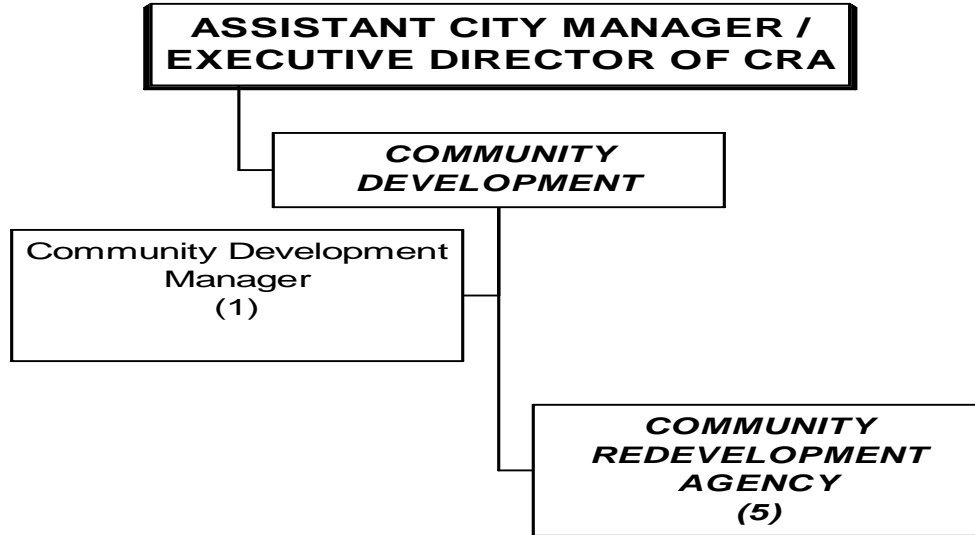 ASSISTANT CITY MANAGER /
EXECUTIVE DIRECTOR OF CRA
COMMUNITY
DEVELOPMENT
Community Development
Manager
(1)
COMMUNITY
REDEVELOPMENT
AGENCY
(5)